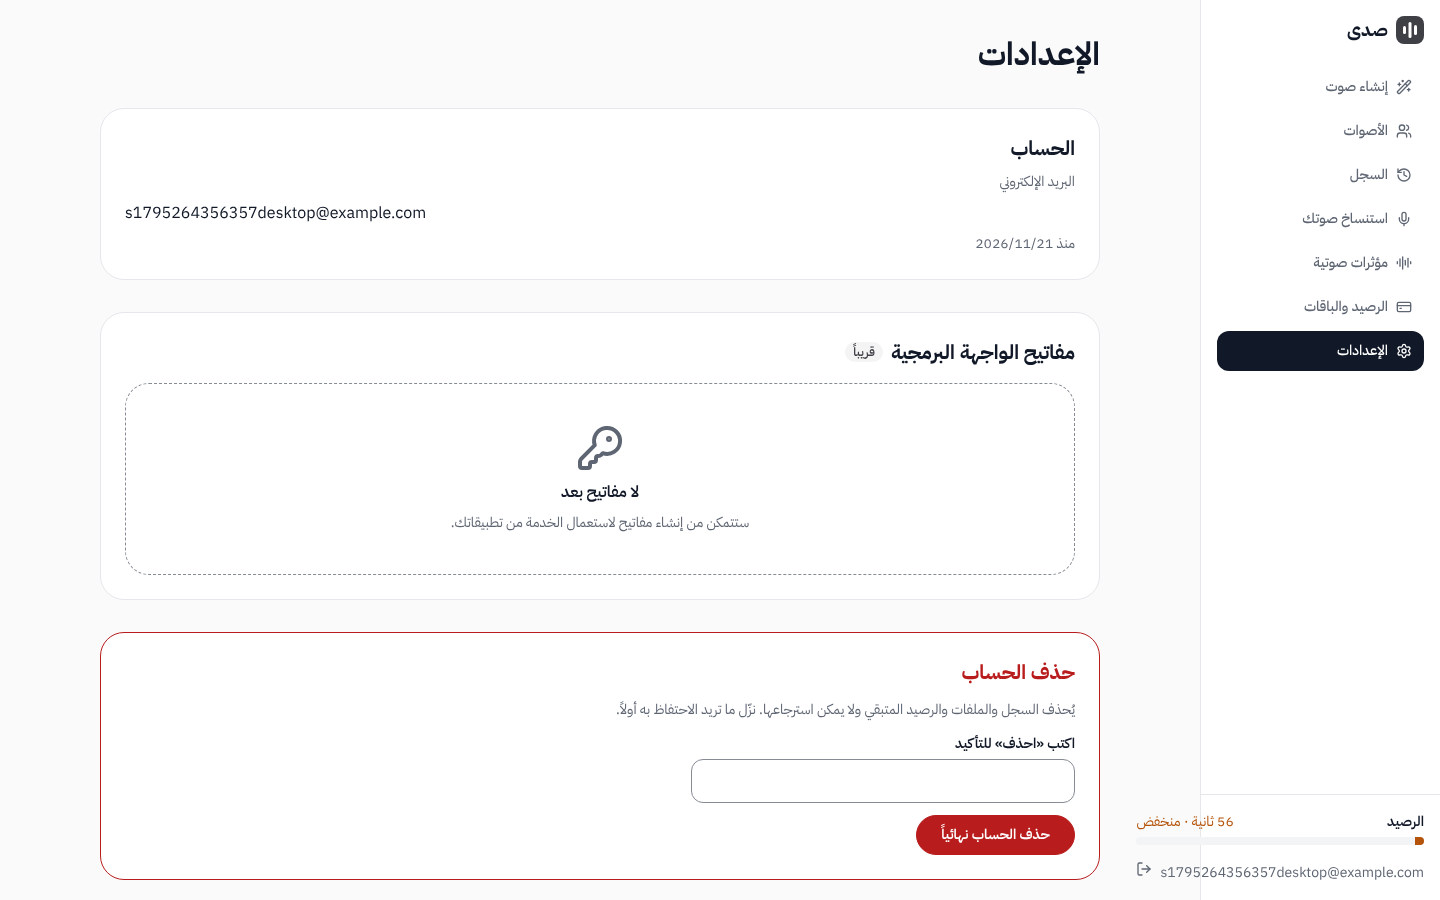 صدى
إنشاء صوت
الأصوات
السجل
استنساخ صوتك
مؤثرات صوتية
الرصيد والباقات
الإعدادات
الرصيد
56 ثانية · منخفض
s1795264356357desktop@example.com
الإعدادات
الحساب
البريد الإلكتروني
s1795264356357desktop@example.com
منذ 2026/11/21
مفاتيح الواجهة البرمجية قريباً
لا مفاتيح بعد
ستتمكن من إنشاء مفاتيح لاستعمال الخدمة من تطبيقاتك.
حذف الحساب
يُحذف السجل والملفات والرصيد المتبقي ولا يمكن استرجاعها. نزّل ما تريد الاحتفاظ به أولاً.
اكتب «احذف» للتأكيد
حذف الحساب نهائياً